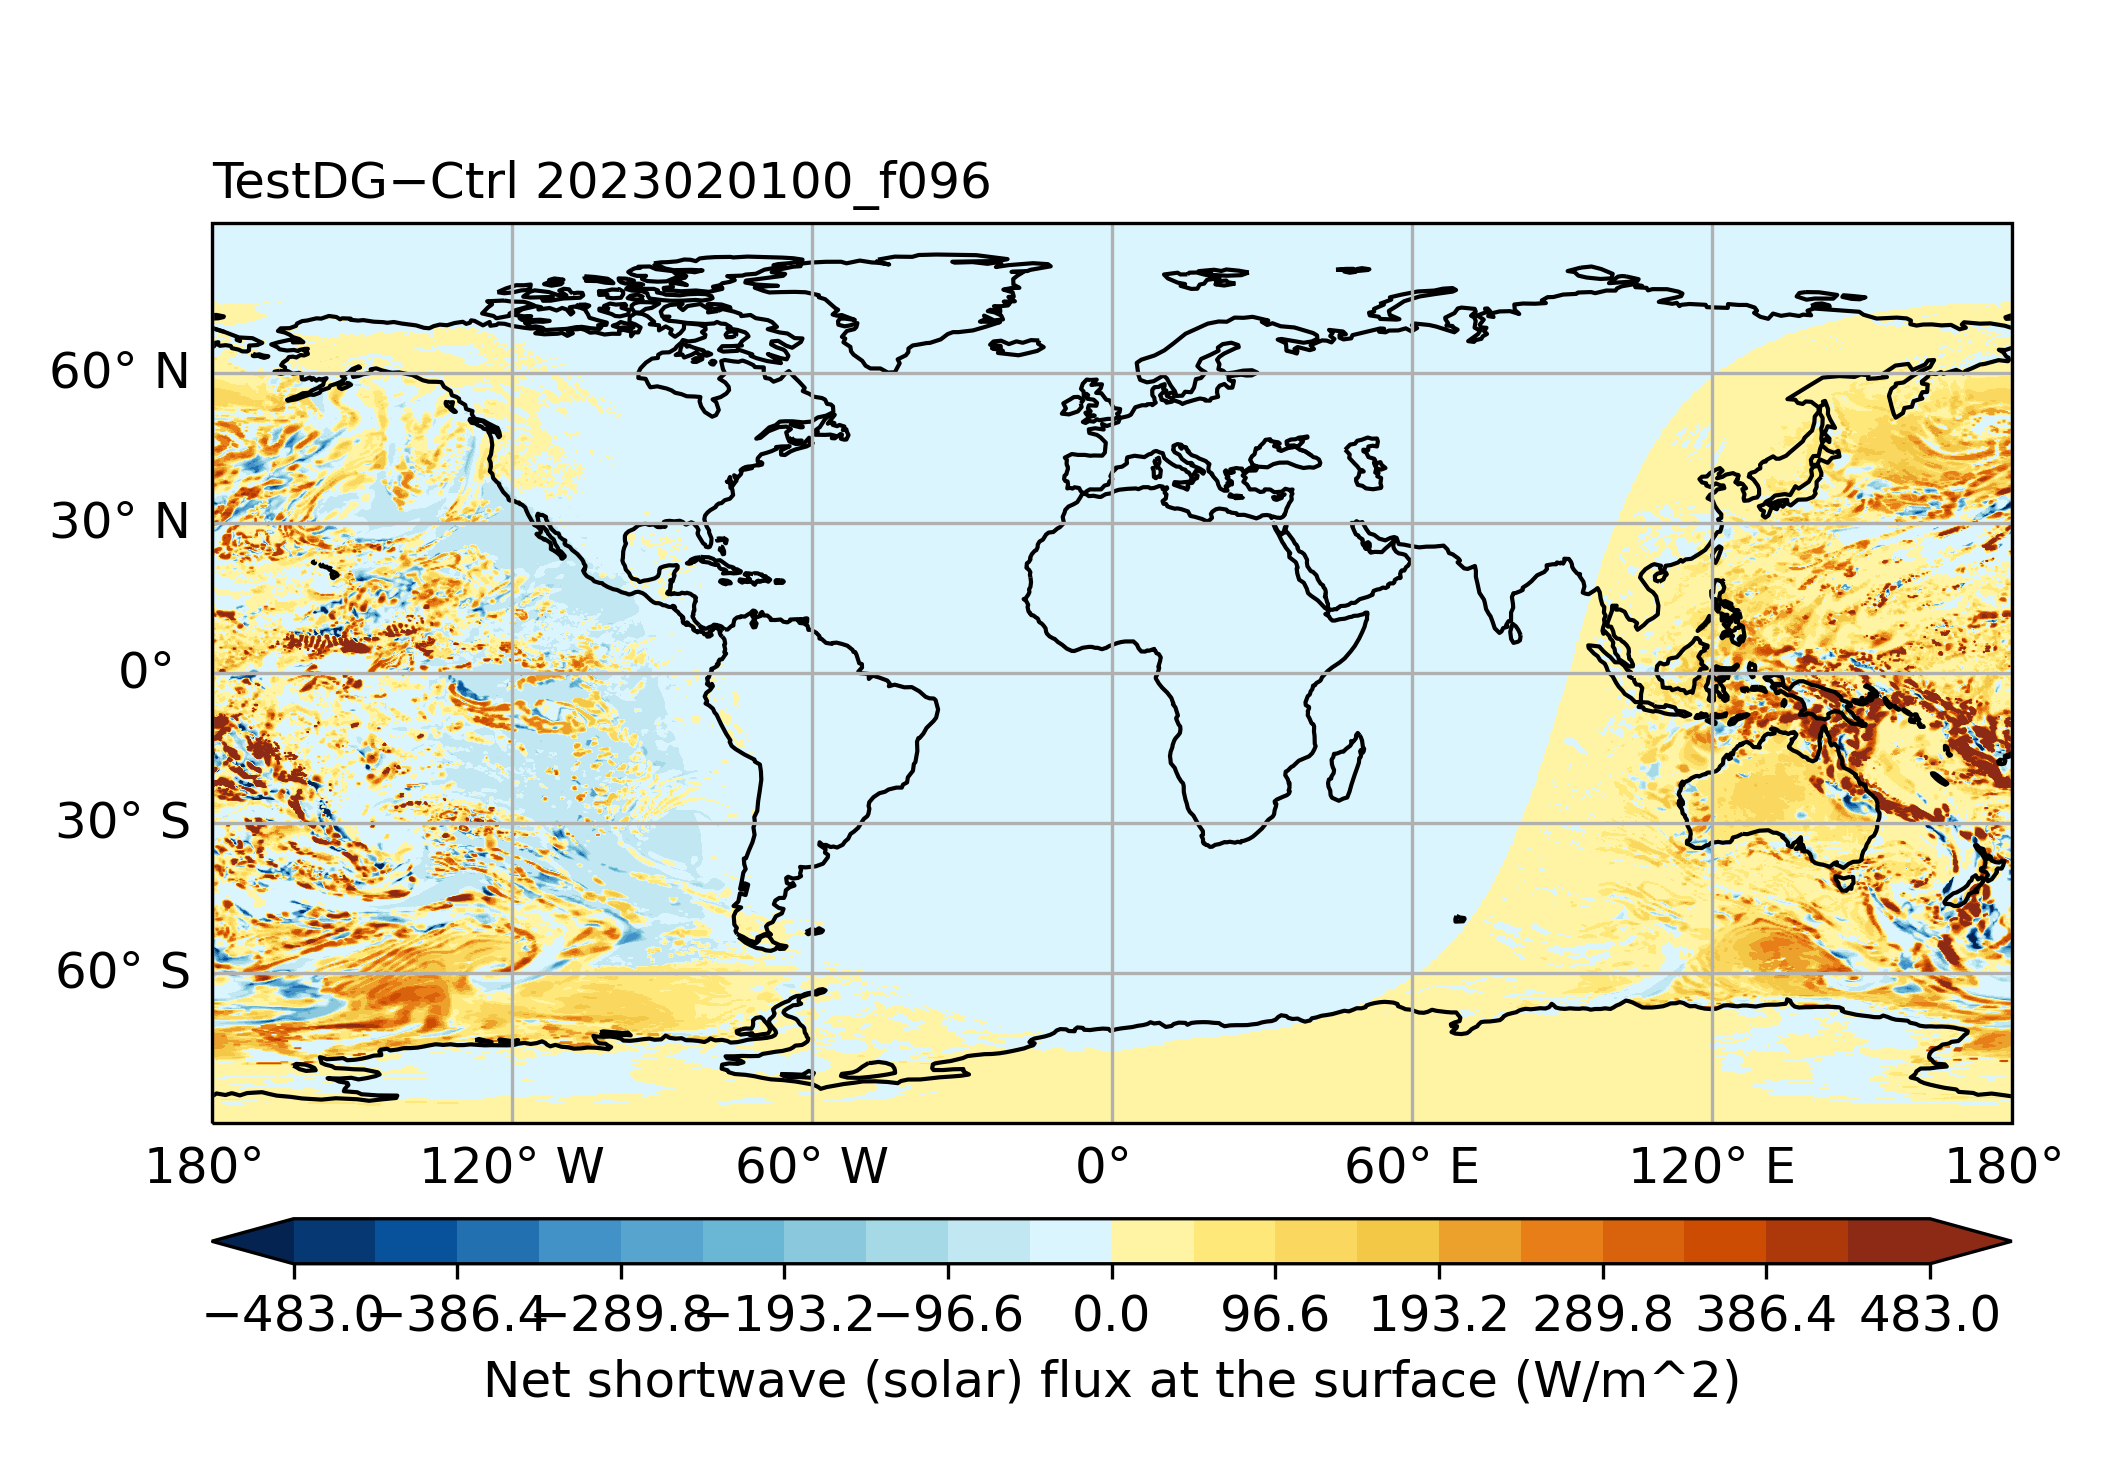 TestDG−Ctrl 2023020100_f096
60° N
30° N
0°
30° S
60° S
180° 120° W 60° W 0° 60° E 120° E 180°
−483.0 −386.4 −289.8 −193.2 −96.6 0.0 96.6 193.2 289.8 386.4 483.0
Net shortwave (solar) flux at the surface (W/m^2)